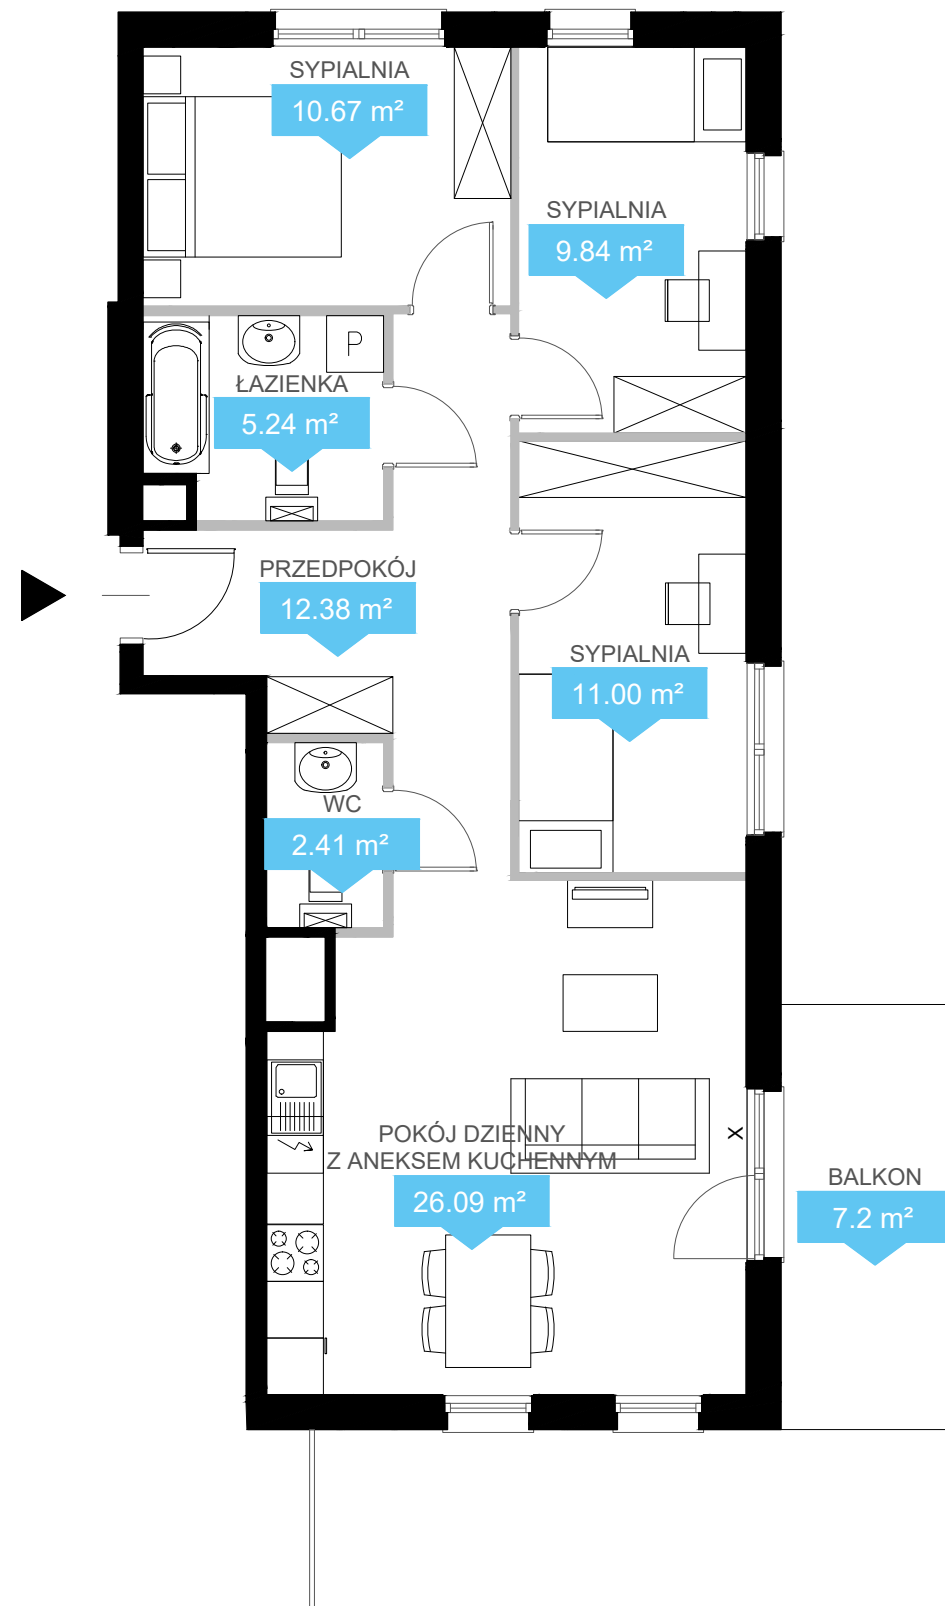 SYPIALNIA
10.67 m²
SYPIALNIA
9.84 m²
P
ŁAZIENKA
5.24 m²
PRZEDPOKÓJ
12.38 m²
SYPIALNIA
11.00 m²
WC
2.41 m²
X
POKÓJ DZIENNY
Z ANEKSEM KUCHENNYM
26.09 m²
BALKON
7.2 m²